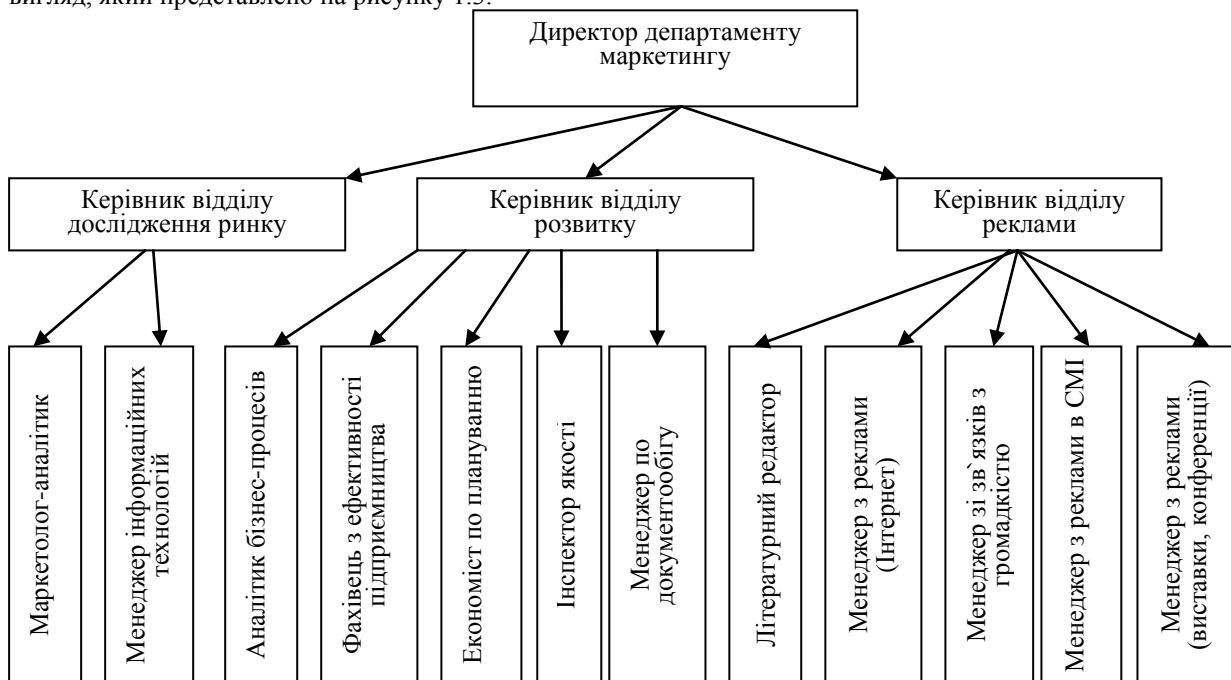 вигляд, який представлено на рисунку 1.3.
Директор департаменту
маркетингу
Керівник відділу
дослідження ринку
Керівник відділу
розвитку
Керівник відділу
реклами
Маркетолог-аналітик
Менеджер інформаційних
технологій
Аналітик бізнес-процесів
Фахівець з ефективності
підприємництва
Економіст по плануванню
Інспектор якості
Менеджер по
документообігу
Літературний редактор
Менеджер з реклами
(Інтернет)
Менеджер зі зв`язків з
громадкістю
Менеджер з реклами в СМІ
Менеджер з реклами
(виставки, конференції)